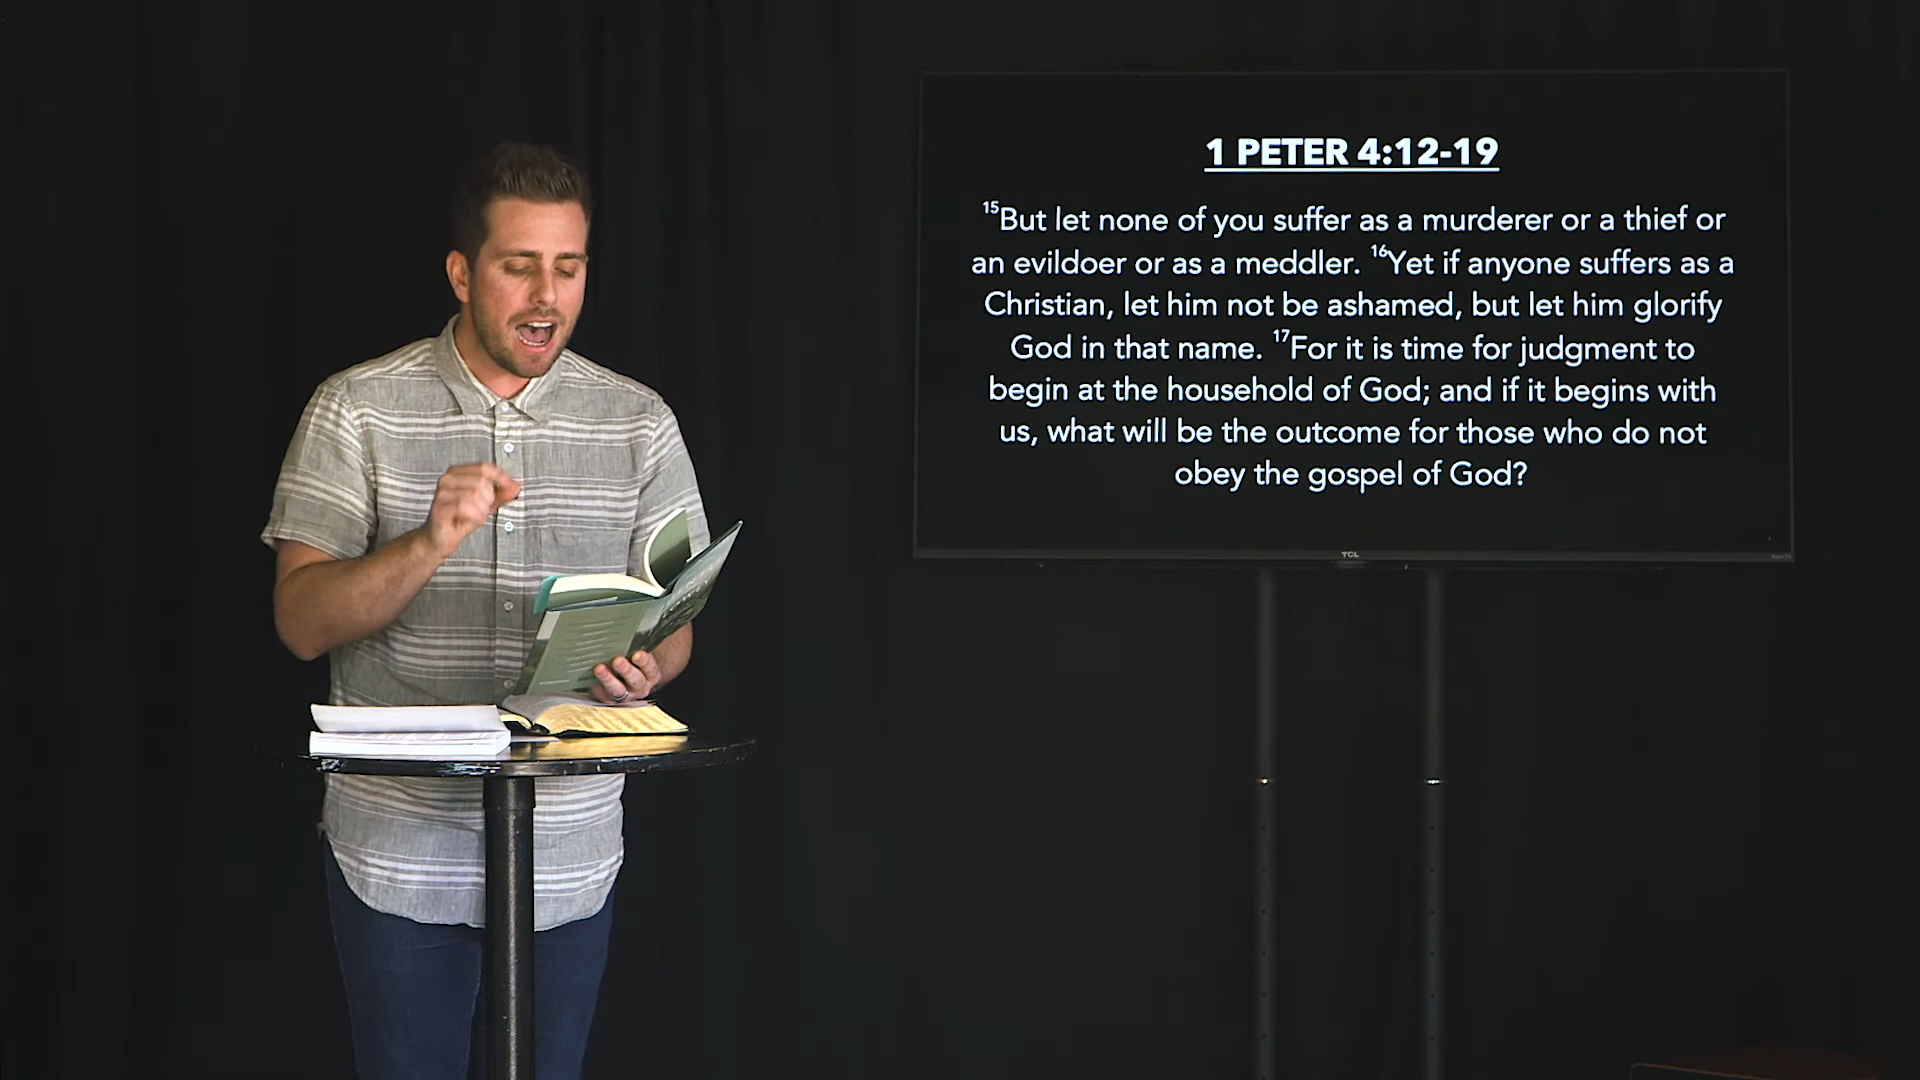 1 PETER 4:12-19
15But let none of you suffer as a murderer or a thief or
an evildoer or as a meddler. 16Yet if anyone suffers as a
Christian, let him not be ashamed, but let him glorify
God in that name. 17For it is time for judgment to
begin at the household of God; and if it begins with
us, what will be the outcome for those who do not
obey the gospel of God?
TCL